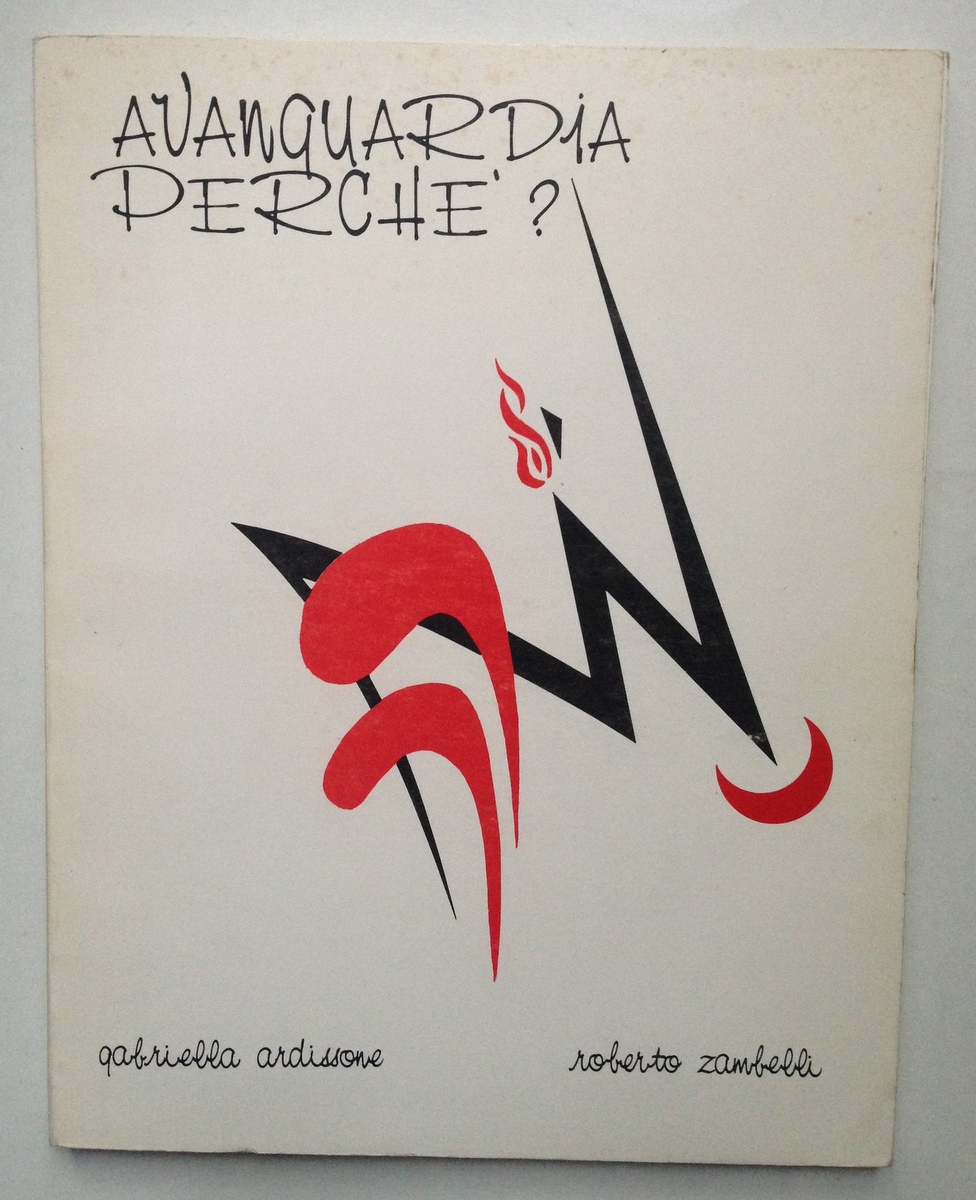 AVANGUARDIA
PERCHE' ?
gabriella ardissone
roberto zambelli